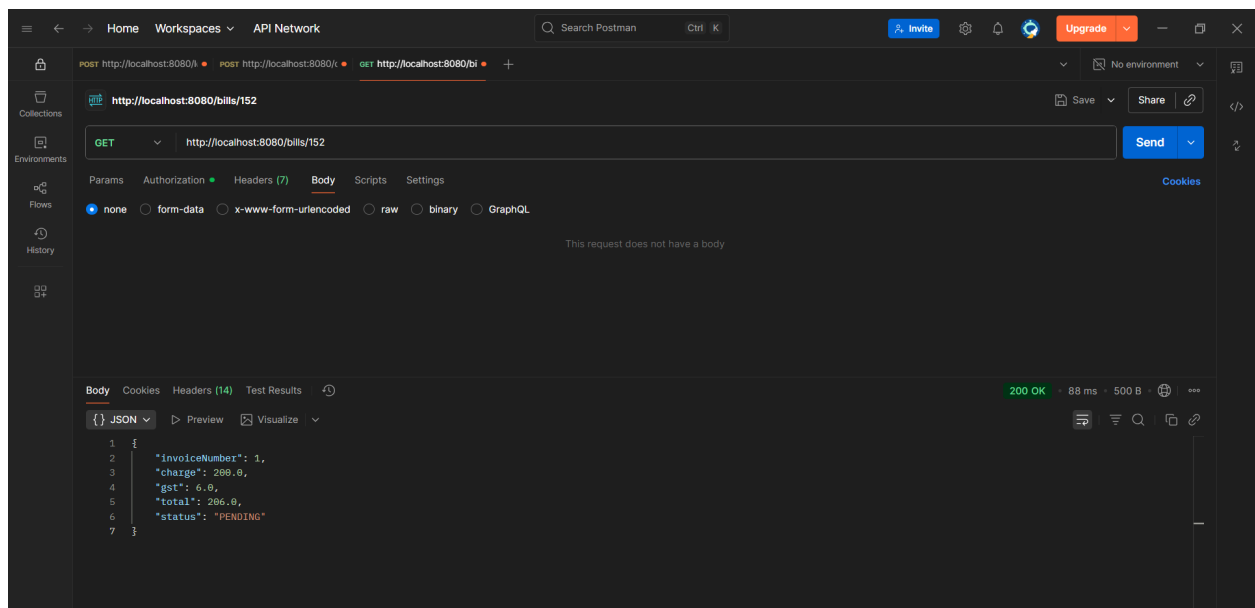 Home Workspaces API Network Search Postman Ctrl K Invite Upgrade
POST http://localhost:8080/ POST http://localhost:8080/ GET http://localhost:8080/bi No environment
HTTP http://localhost:8080/bills/152 Save Share
Collections
GET http://localhost:8080/bills/152 Send
Environments
Params Authorization Headers (7) Body Scripts Settings Cookies
Flows
none form-data x-www-form-urlencoded raw binary GraphQL
History
This request does not have a body
Body Cookies Headers (14) Test Results 200 OK 88 ms 500 B
{} JSON Preview Visualize
1 {
2 "invoiceNumber": 1,
3 "charge": 200.0,
4 "gst": 6.0,
5 "total": 206.0,
6 "status": "PENDING"
7 }